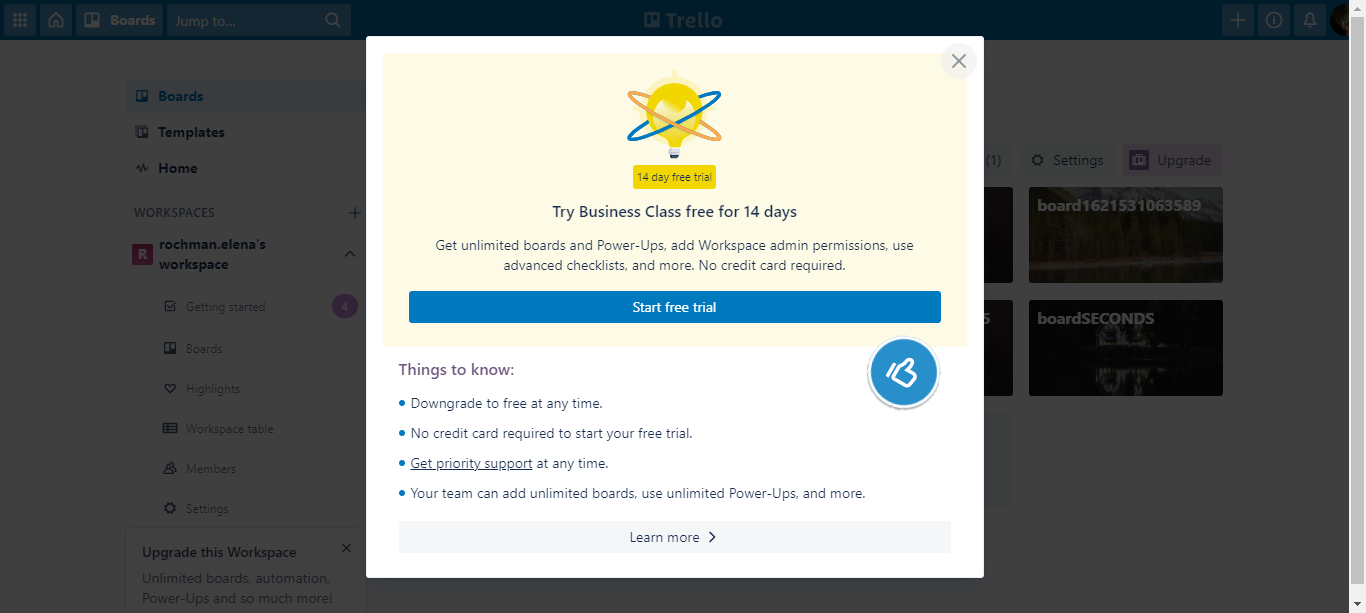 Boards
Jump to...
Trello
Boards
Templates
Home
WORKSPACES
R
rochman.elena's
workspace
Getting started
4
Boards
Highlights
Workspace table
Members
Settings
Upgrade this Workspace
Unlimited boards, automation,
Power-Ups and so much more!
14 day free trial
Try Business Class free for 14 days
Get unlimited boards and Power-Ups, add Workspace admin permissions, use
advanced checklists, and more. No credit card required.
Start free trial
Things to know:
Downgrade to free at any time.
No credit card required to start your free trial.
Get priority support at any time.
Your team can add unlimited boards, use unlimited Power-Ups, and more.
Learn more
(1)
Settings
Upgrade
board1621531063589
5
boardSECONDS